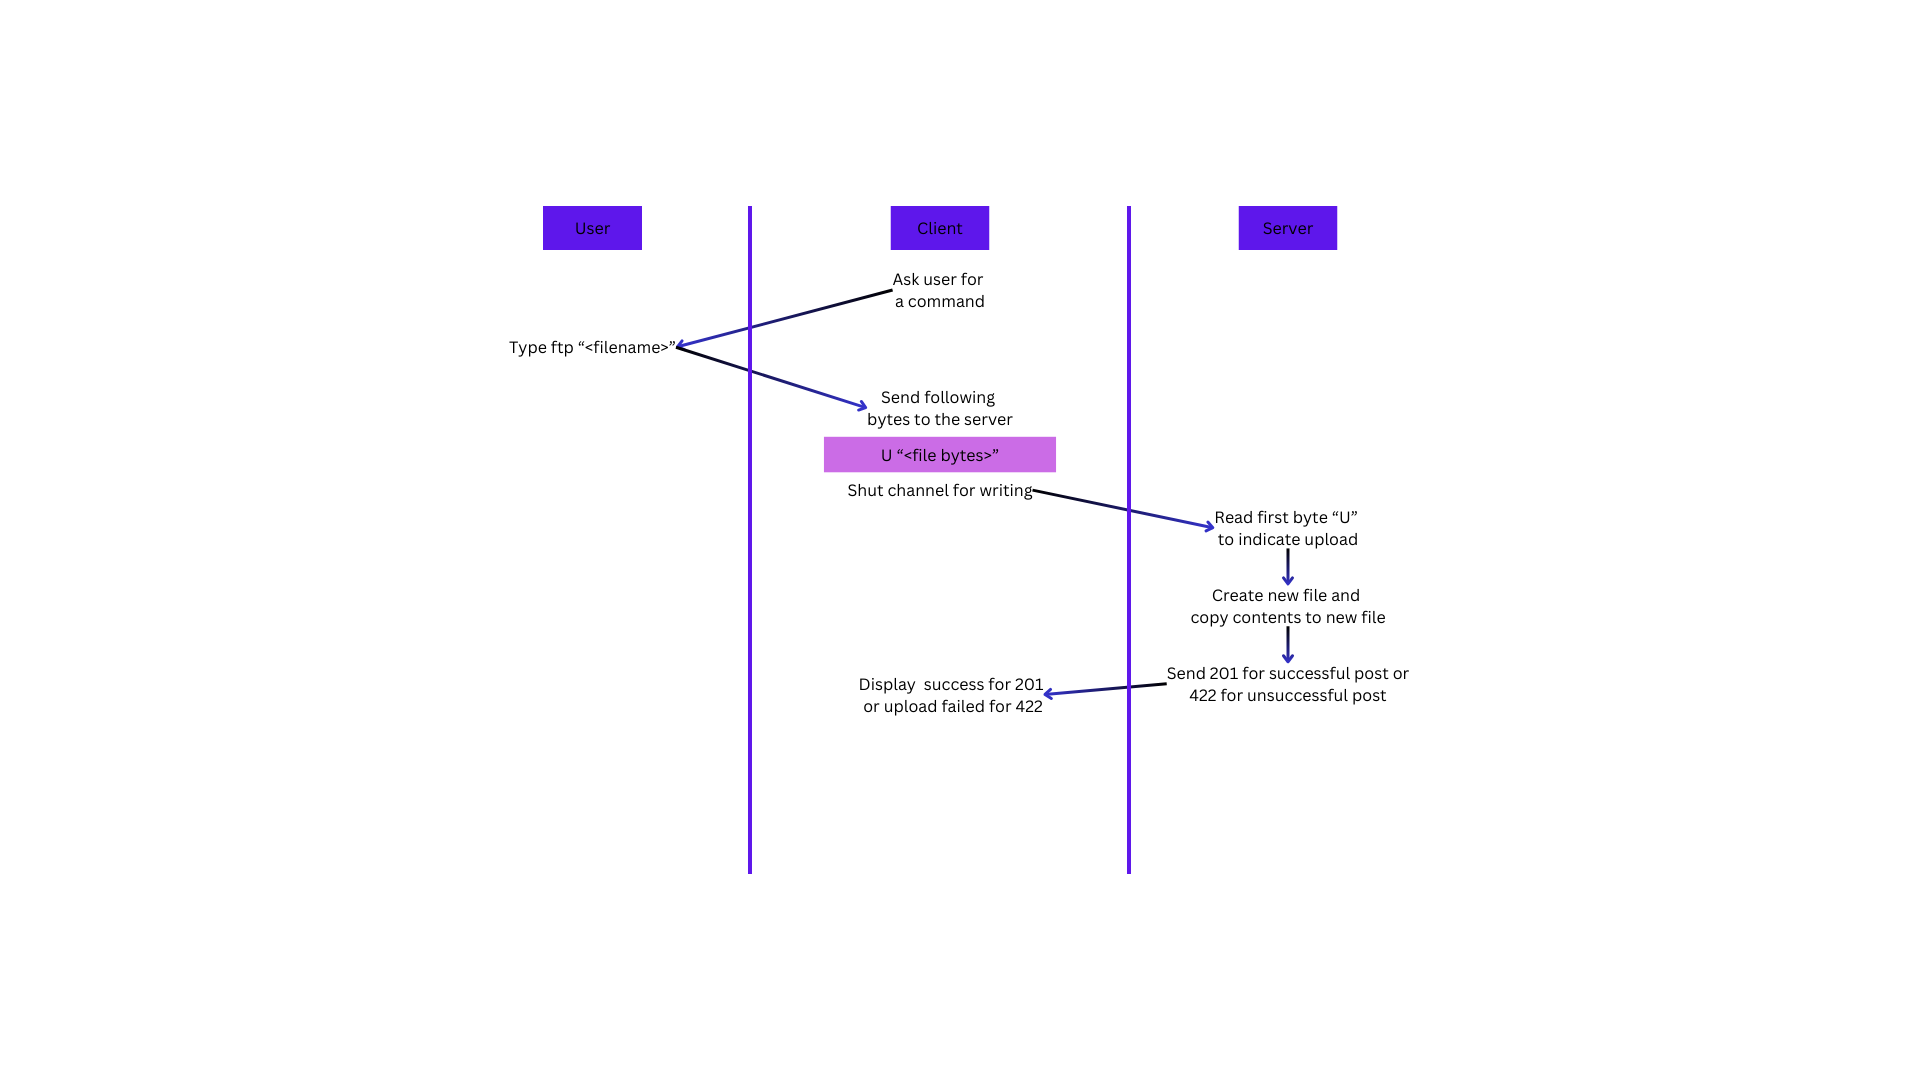 User
Client
Server
Ask user for
a command
Type ftp “<filename>”
Send following
bytes to the server
U “<file bytes>”
Shut channel for writing
Read first byte “U”
to indicate upload
Create new file and
copy contents to new file
Send 201 for successful post or
422 for unsuccessful post
Display  success for 201
or upload failed for 422